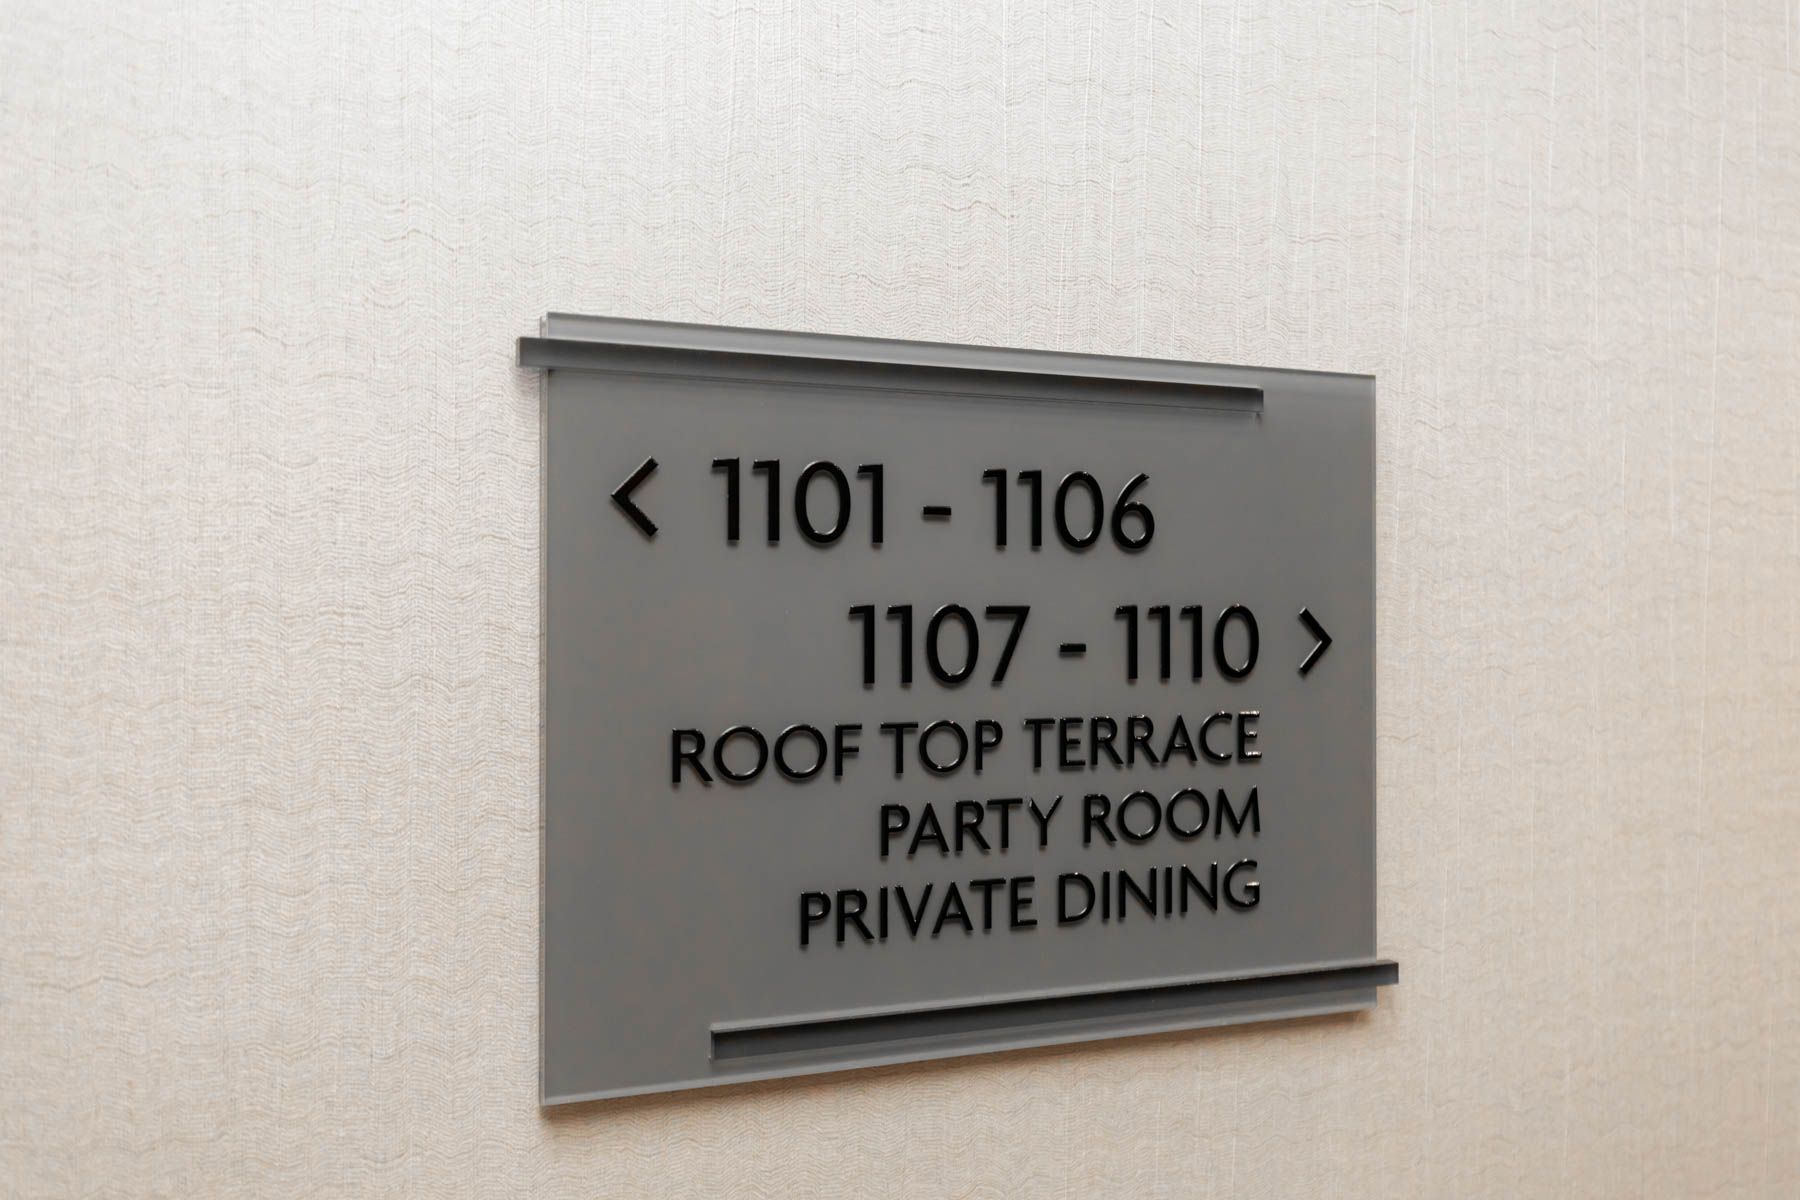 < 1101 - 1106
1107 - 1110 >
ROOF TOP TERRACE
PARTY ROOM
PRIVATE DINING